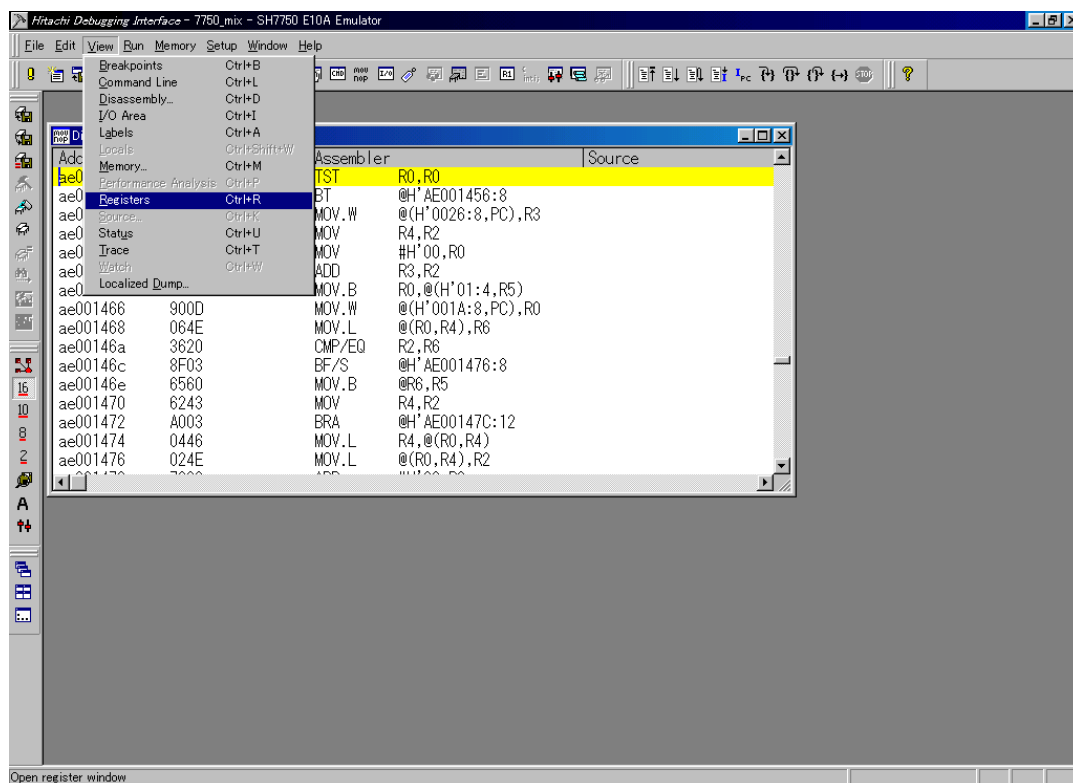 Hitachi Debugging Interface - 7750_mix - SH7750 E10A Emulator
File Edit View Run Memory Setup Window Help
Breakpoints Ctrl+B
Command Line Ctrl+L
Disassembly... Ctrl+D
I/O Area Ctrl+I
Labels Ctrl+A
Locals Ctrl+Shift+W
Memory... Ctrl+M
Performance Analysis Ctrl+P
Registers Ctrl+R
Source... Ctrl+K
Status Ctrl+U
Trace Ctrl+T
Watch Ctrl+W
Localized Dump...
Assembler Source
TST R0,R0
BT @H'AE001456:8
MOV.W @(H'0026:8,PC),R3
MOV R4,R2
MOV #H'00,R0
ADD R3,R2
MOV.B R0,@(H'01:4,R5)
ae001466 900D MOV.W @(H'001A:8,PC),R0
ae001468 064E MOV.L @(R0,R4),R6
ae00146a 3620 CMP/EQ R2,R6
ae00146c 8F03 BF/S @H'AE001476:8
ae00146e 6560 MOV.B @R6,R5
ae001470 6243 MOV R4,R2
ae001472 A003 BRA @H'AE00147C:12
ae001474 0446 MOV.L R4,@(R0,R4)
ae001476 024E MOV.L @(R0,R4),R2
16
10
8
2
A
Open register window